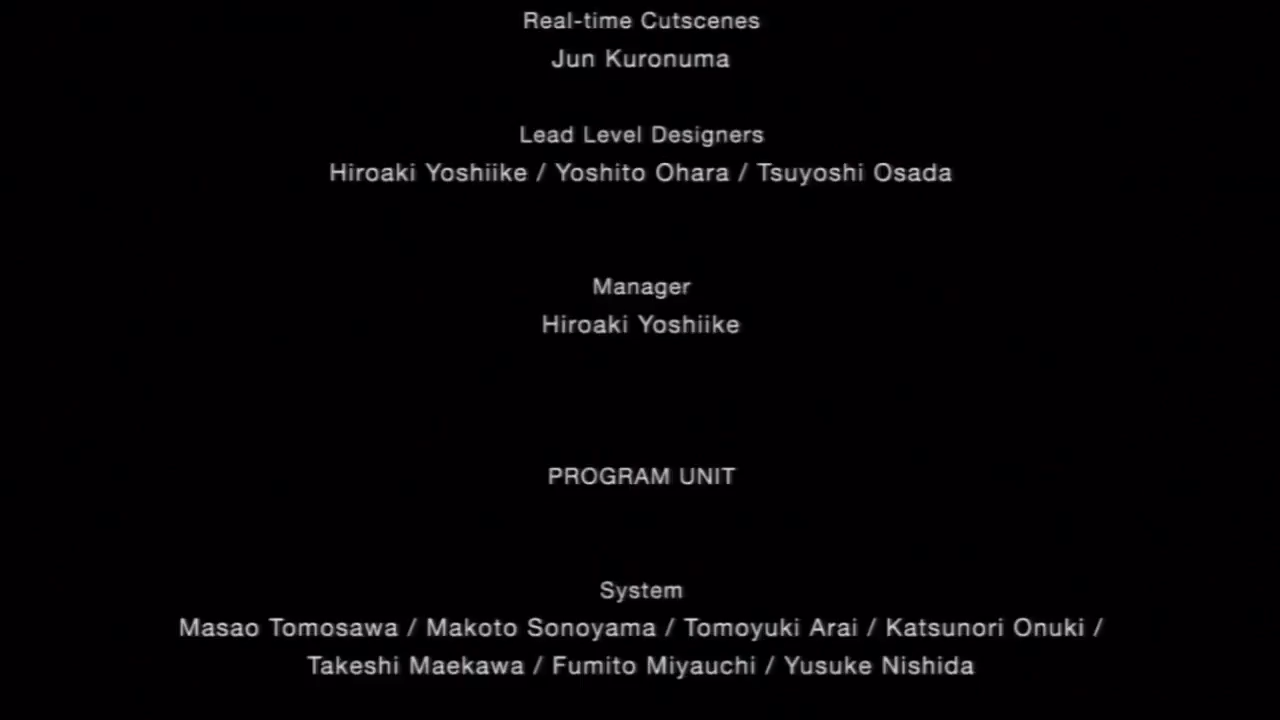 Real-time Cutscenes
Jun Kuronuma
Lead Level Designers
Hiroaki Yoshiike / Yoshito Ohara / Tsuyoshi Osada
Manager
Hiroaki Yoshiike
PROGRAM UNIT
System
Masao Tomosawa / Makoto Sonoyama / Tomoyuki Arai / Katsunori Onuki /
Takeshi Maekawa / Fumito Miyauchi / Yusuke Nishida